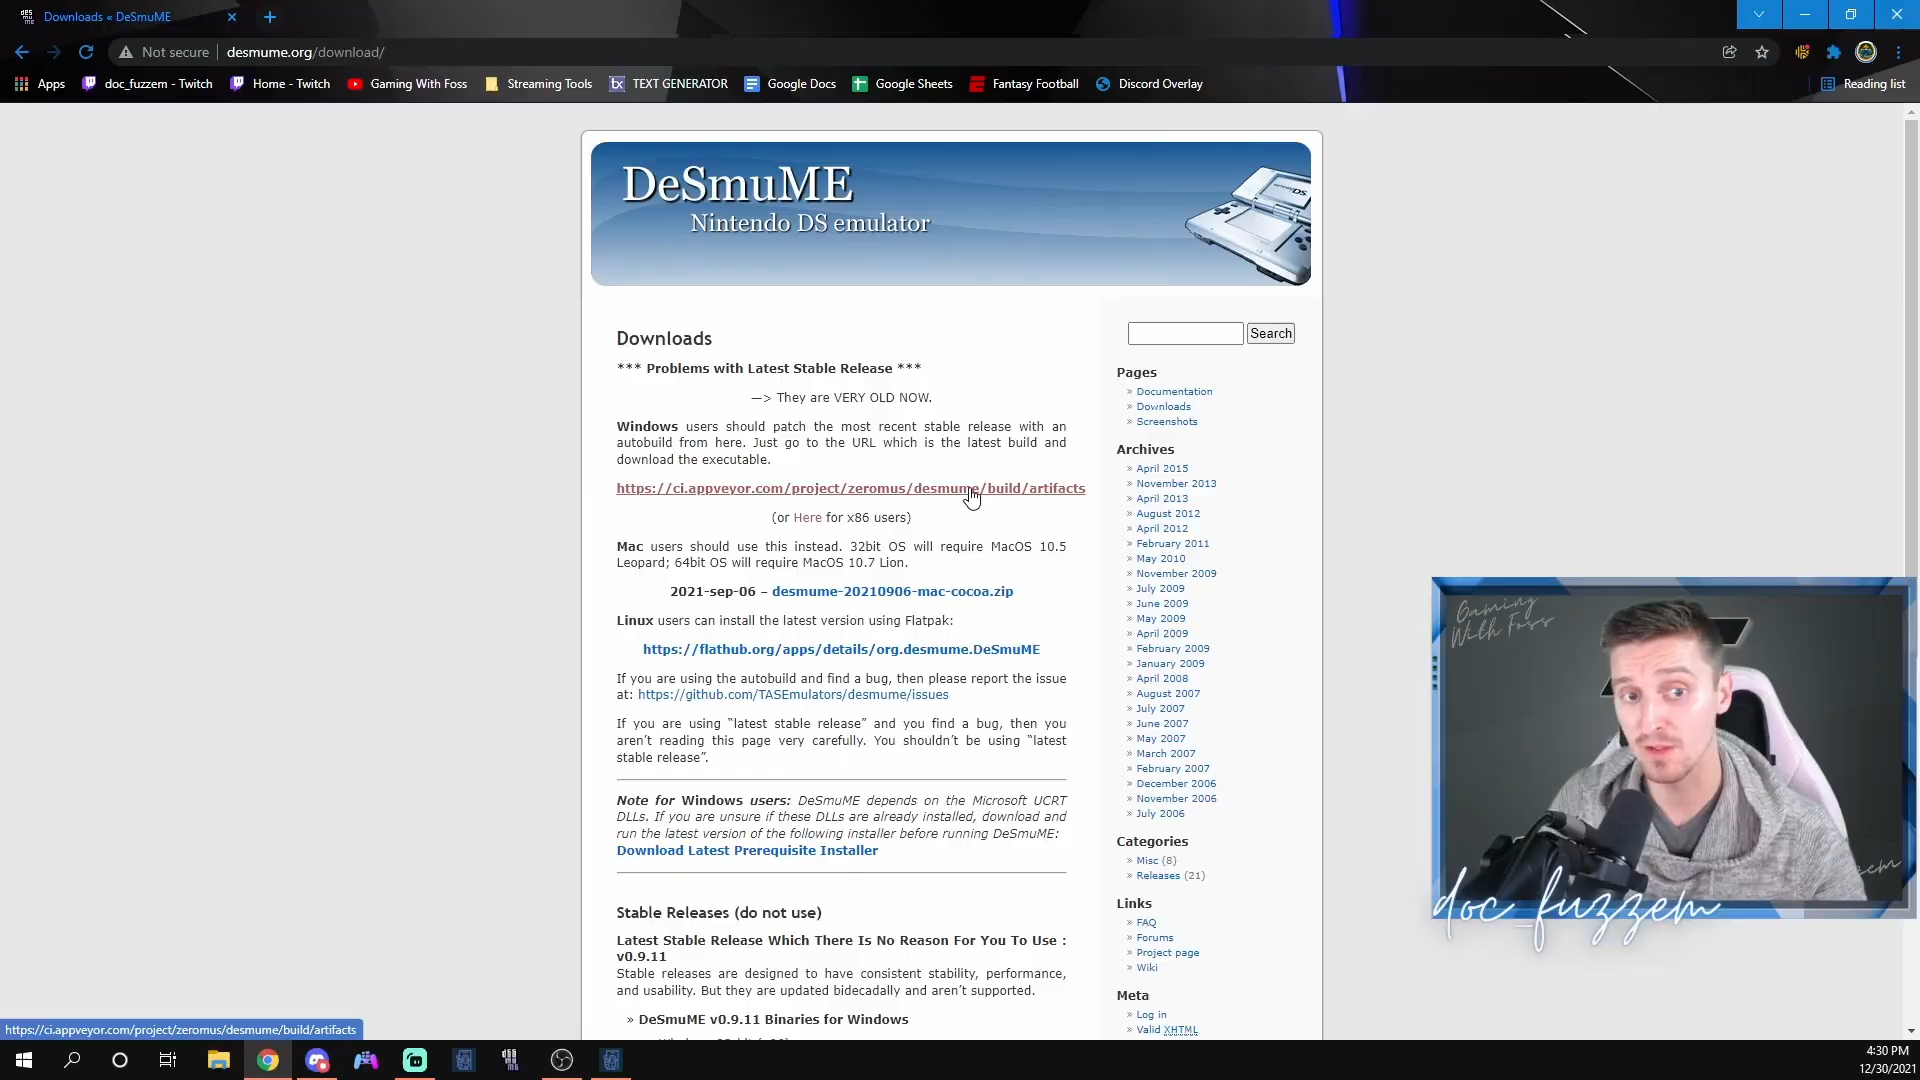 Downloads « DeSmuME
Not secure | desmume.org/download/
Apps doc_fuzzem - Twitch Home - Twitch Gaming With Foss Streaming Tools tx TEXT GENERATOR Google Docs Google Sheets Fantasy Football Discord Overlay Reading list
DeSmuME
Nintendo DS emulator
Downloads
*** Problems with Latest Stable Release ***
—> They are VERY OLD NOW.
Windows users should patch the most recent stable release with an
autobuild from here. Just go to the URL which is the latest build and
download the executable.
https://ci.appveyor.com/project/zeromus/desmume/build/artifacts
(or Here for x86 users)
Mac users should use this instead. 32bit OS will require MacOS 10.5
Leopard; 64bit OS will require MacOS 10.7 Lion.
2021-sep-06 – desmume-20210906-mac-cocoa.zip
Linux users can install the latest version using Flatpak:
https://flathub.org/apps/details/org.desmume.DeSmuME
If you are using the autobuild and find a bug, then please report the issue
at: https://github.com/TASEmulators/desmume/issues
If you are using “latest stable release” and you find a bug, then you
aren’t reading this page very carefully. You shouldn’t be using “latest
stable release”.
Note for Windows users: DeSmuME depends on the Microsoft UCRT
DLLs. If you are unsure if these DLLs are already installed, download and
run the latest version of the following installer before running DeSmuME:
Download Latest Prerequisite Installer
Stable Releases (do not use)
Latest Stable Release Which There Is No Reason For You To Use :
v0.9.11
Stable releases are designed to have consistent stability, performance,
and usability. But they are updated bidecadally and aren’t supported.
» DeSmuME v0.9.11 Binaries for Windows
Search
Pages
» Documentation
» Downloads
» Screenshots
Archives
» April 2015
» November 2013
» April 2013
» August 2012
» April 2012
» February 2011
» May 2010
» November 2009
» July 2009
» June 2009
» May 2009
» April 2009
» February 2009
» January 2009
» April 2008
» August 2007
» July 2007
» June 2007
» May 2007
» March 2007
» February 2007
» December 2006
» November 2006
» July 2006
Categories
» Misc (8)
» Releases (21)
Links
» FAQ
» Forums
» Project page
» Wiki
Meta
» Log in
» Valid XHTML
Gaming
With Foss
doc_fuzzem
https://ci.appveyor.com/project/zeromus/desmume/build/artifacts
4:30 PM
12/30/2021